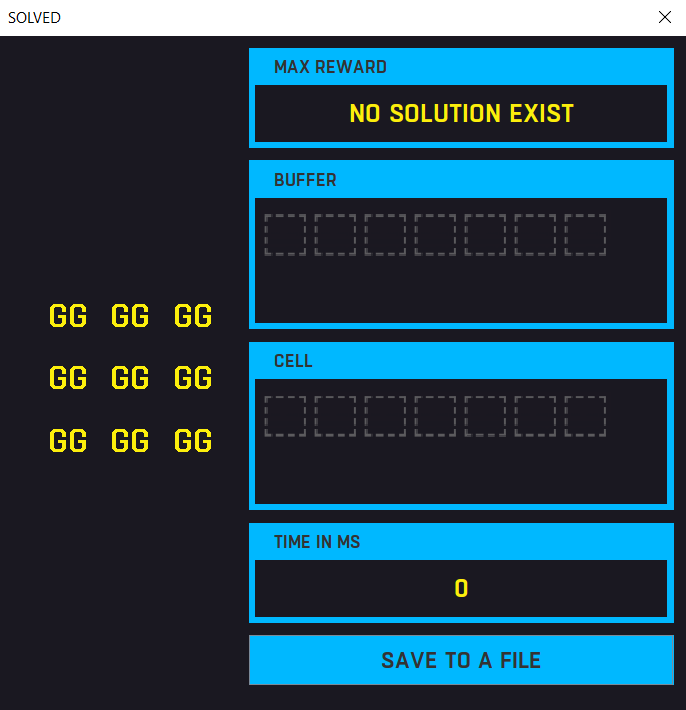 SOLVED
GG GG GG
GG GG GG
GG GG GG
MAX REWARD
NO SOLUTION EXIST
BUFFER
CELL
TIME IN MS
0
SAVE TO A FILE